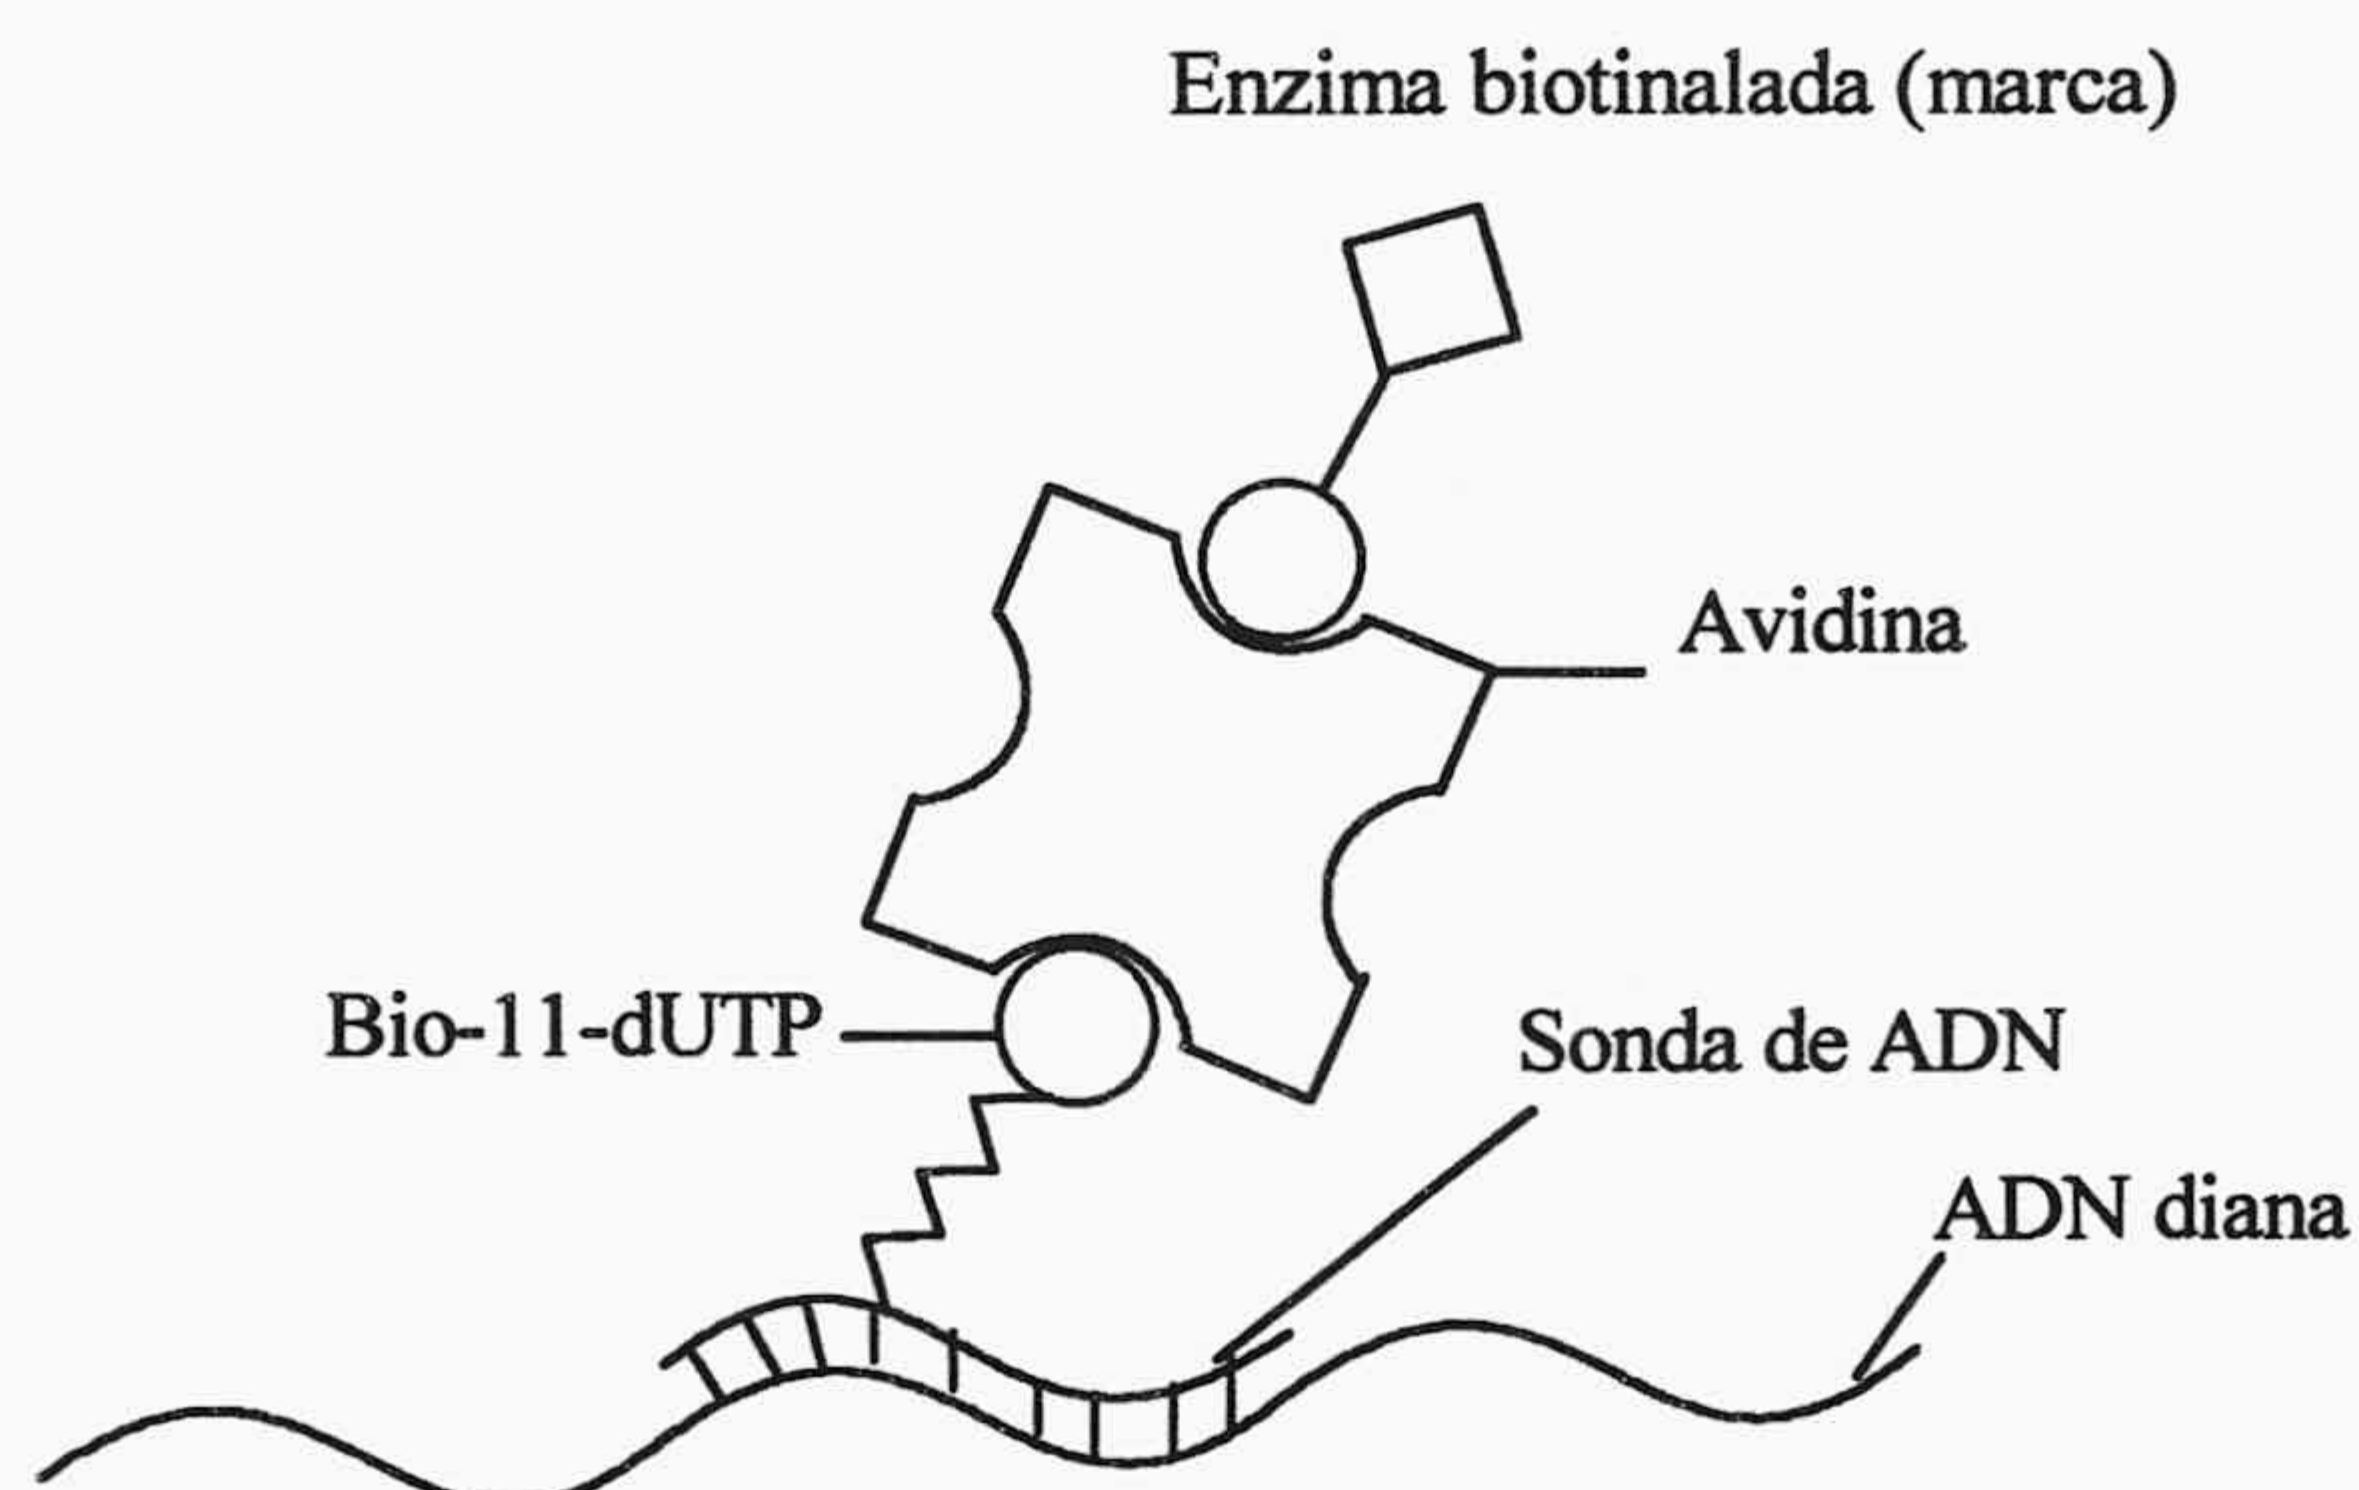 Enzima biotinalada (marca)
Avidina
Bio-11-dUTP
Sonda de ADN
ADN diana